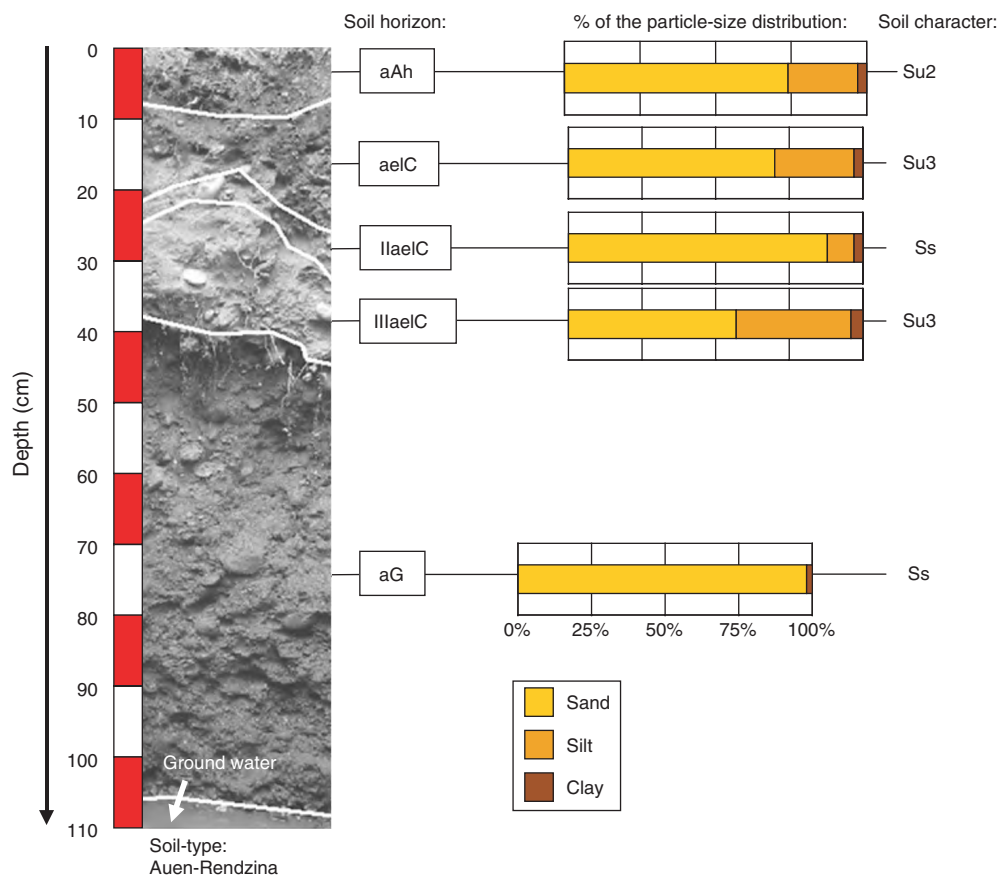 Soil horizon:
% of the particle-size distribution:
Soil character:
Depth (cm)
0
10
20
30
40
50
60
70
80
90
100
110
aAh
Su2
aelC
Su3
IIaelC
Ss
IIIaelC
Su3
aG
Ss
0% 25% 50% 75% 100%
Sand
Silt
Clay
Ground water
Soil-type:
Auen-Rendzina